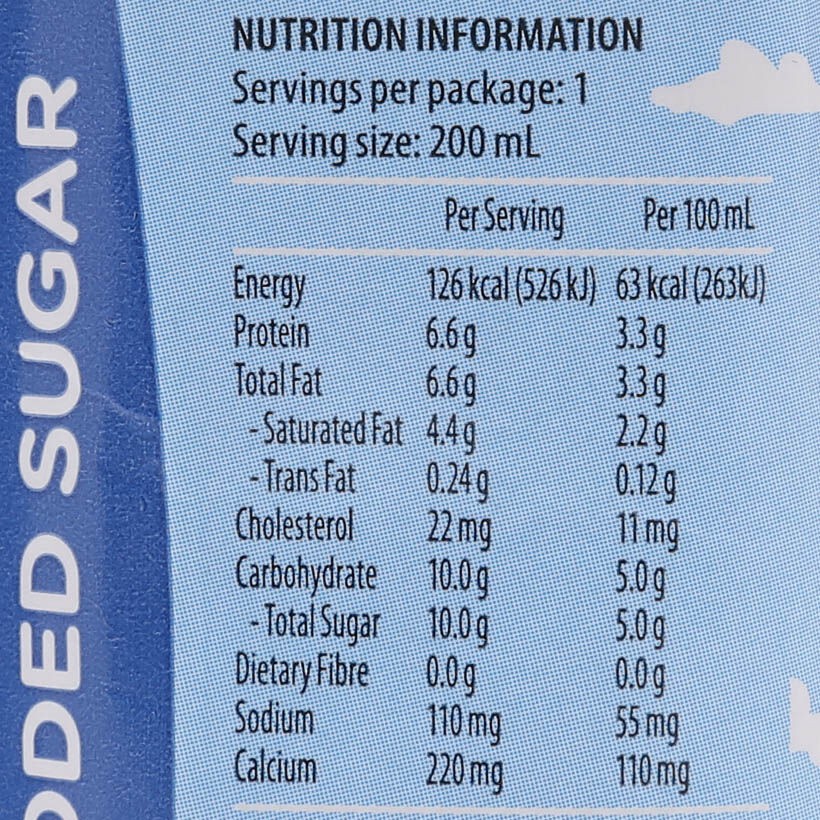 NUTRITION INFORMATION
Servings per package: 1
Serving size: 200 mL
Per Serving Per 100 mL
Energy 126 kcal (526 kJ) 63 kcal (263kJ)
Protein 6.6 g 3.3 g
Total Fat 6.6 g 3.3 g
- Saturated Fat 4.4 g 2.2 g
- Trans Fat 0.24 g 0.12 g
Cholesterol 22 mg 11 mg
Carbohydrate 10.0 g 5.0 g
- Total Sugar 10.0 g 5.0 g
Dietary Fibre 0.0 g 0.0 g
Sodium 110 mg 55 mg
Calcium 220 mg 110 mg
DDED SUGAR